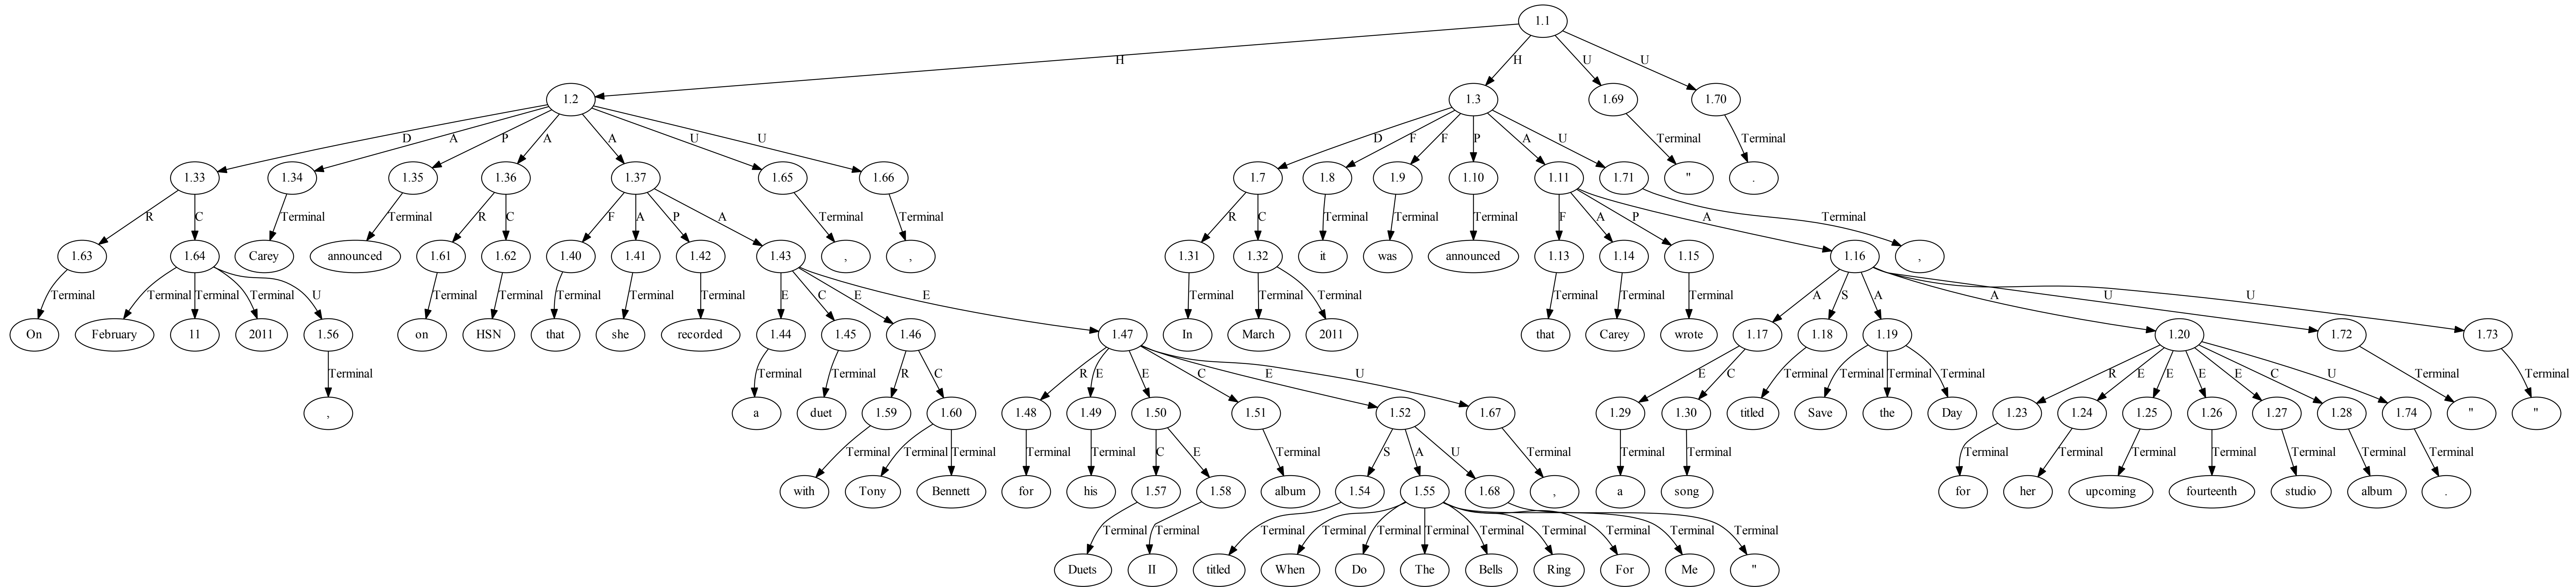 1.1
H H U U
1.2 1.3 1.69 1.70
D A P A A U U D F F P A U Terminal Terminal
1.33 1.34 1.35 1.36 1.37 1.65 1.66 1.7 1.8 1.9 1.10 1.11 1.71 " .
R C Terminal Terminal R C F A P A Terminal Terminal R C Terminal Terminal Terminal F A P A Terminal
1.63 1.64 Carey announced 1.61 1.62 1.40 1.41 1.42 1.43 , , 1.31 1.32 it was announced 1.13 1.14 1.15 1.16 ,
Terminal Terminal Terminal Terminal U Terminal Terminal Terminal Terminal Terminal E C E E Terminal Terminal Terminal Terminal Terminal Terminal A S A A U U
On February 11 2011 1.56 on HSN that she recorded 1.44 1.45 1.46 1.47 In March 2011 that Carey wrote 1.17 1.18 1.19 1.20 1.72 1.73
Terminal Terminal Terminal R C R E E C E U E C Terminal Terminal Terminal Terminal R E E E E C U Terminal Terminal
, a duet 1.59 1.60 1.48 1.49 1.50 1.51 1.52 1.67 1.29 1.30 titled Save the Day 1.23 1.24 1.25 1.26 1.27 1.28 1.74 " "
Terminal Terminal Terminal Terminal Terminal C E Terminal S A U Terminal Terminal Terminal Terminal Terminal Terminal Terminal Terminal Terminal Terminal
with Tony Bennett for his 1.57 1.58 album 1.54 1.55 1.68 , a song for her upcoming fourteenth studio album .
Terminal Terminal Terminal Terminal Terminal Terminal Terminal Terminal Terminal Terminal Terminal
Duets II titled When Do The Bells Ring For Me "